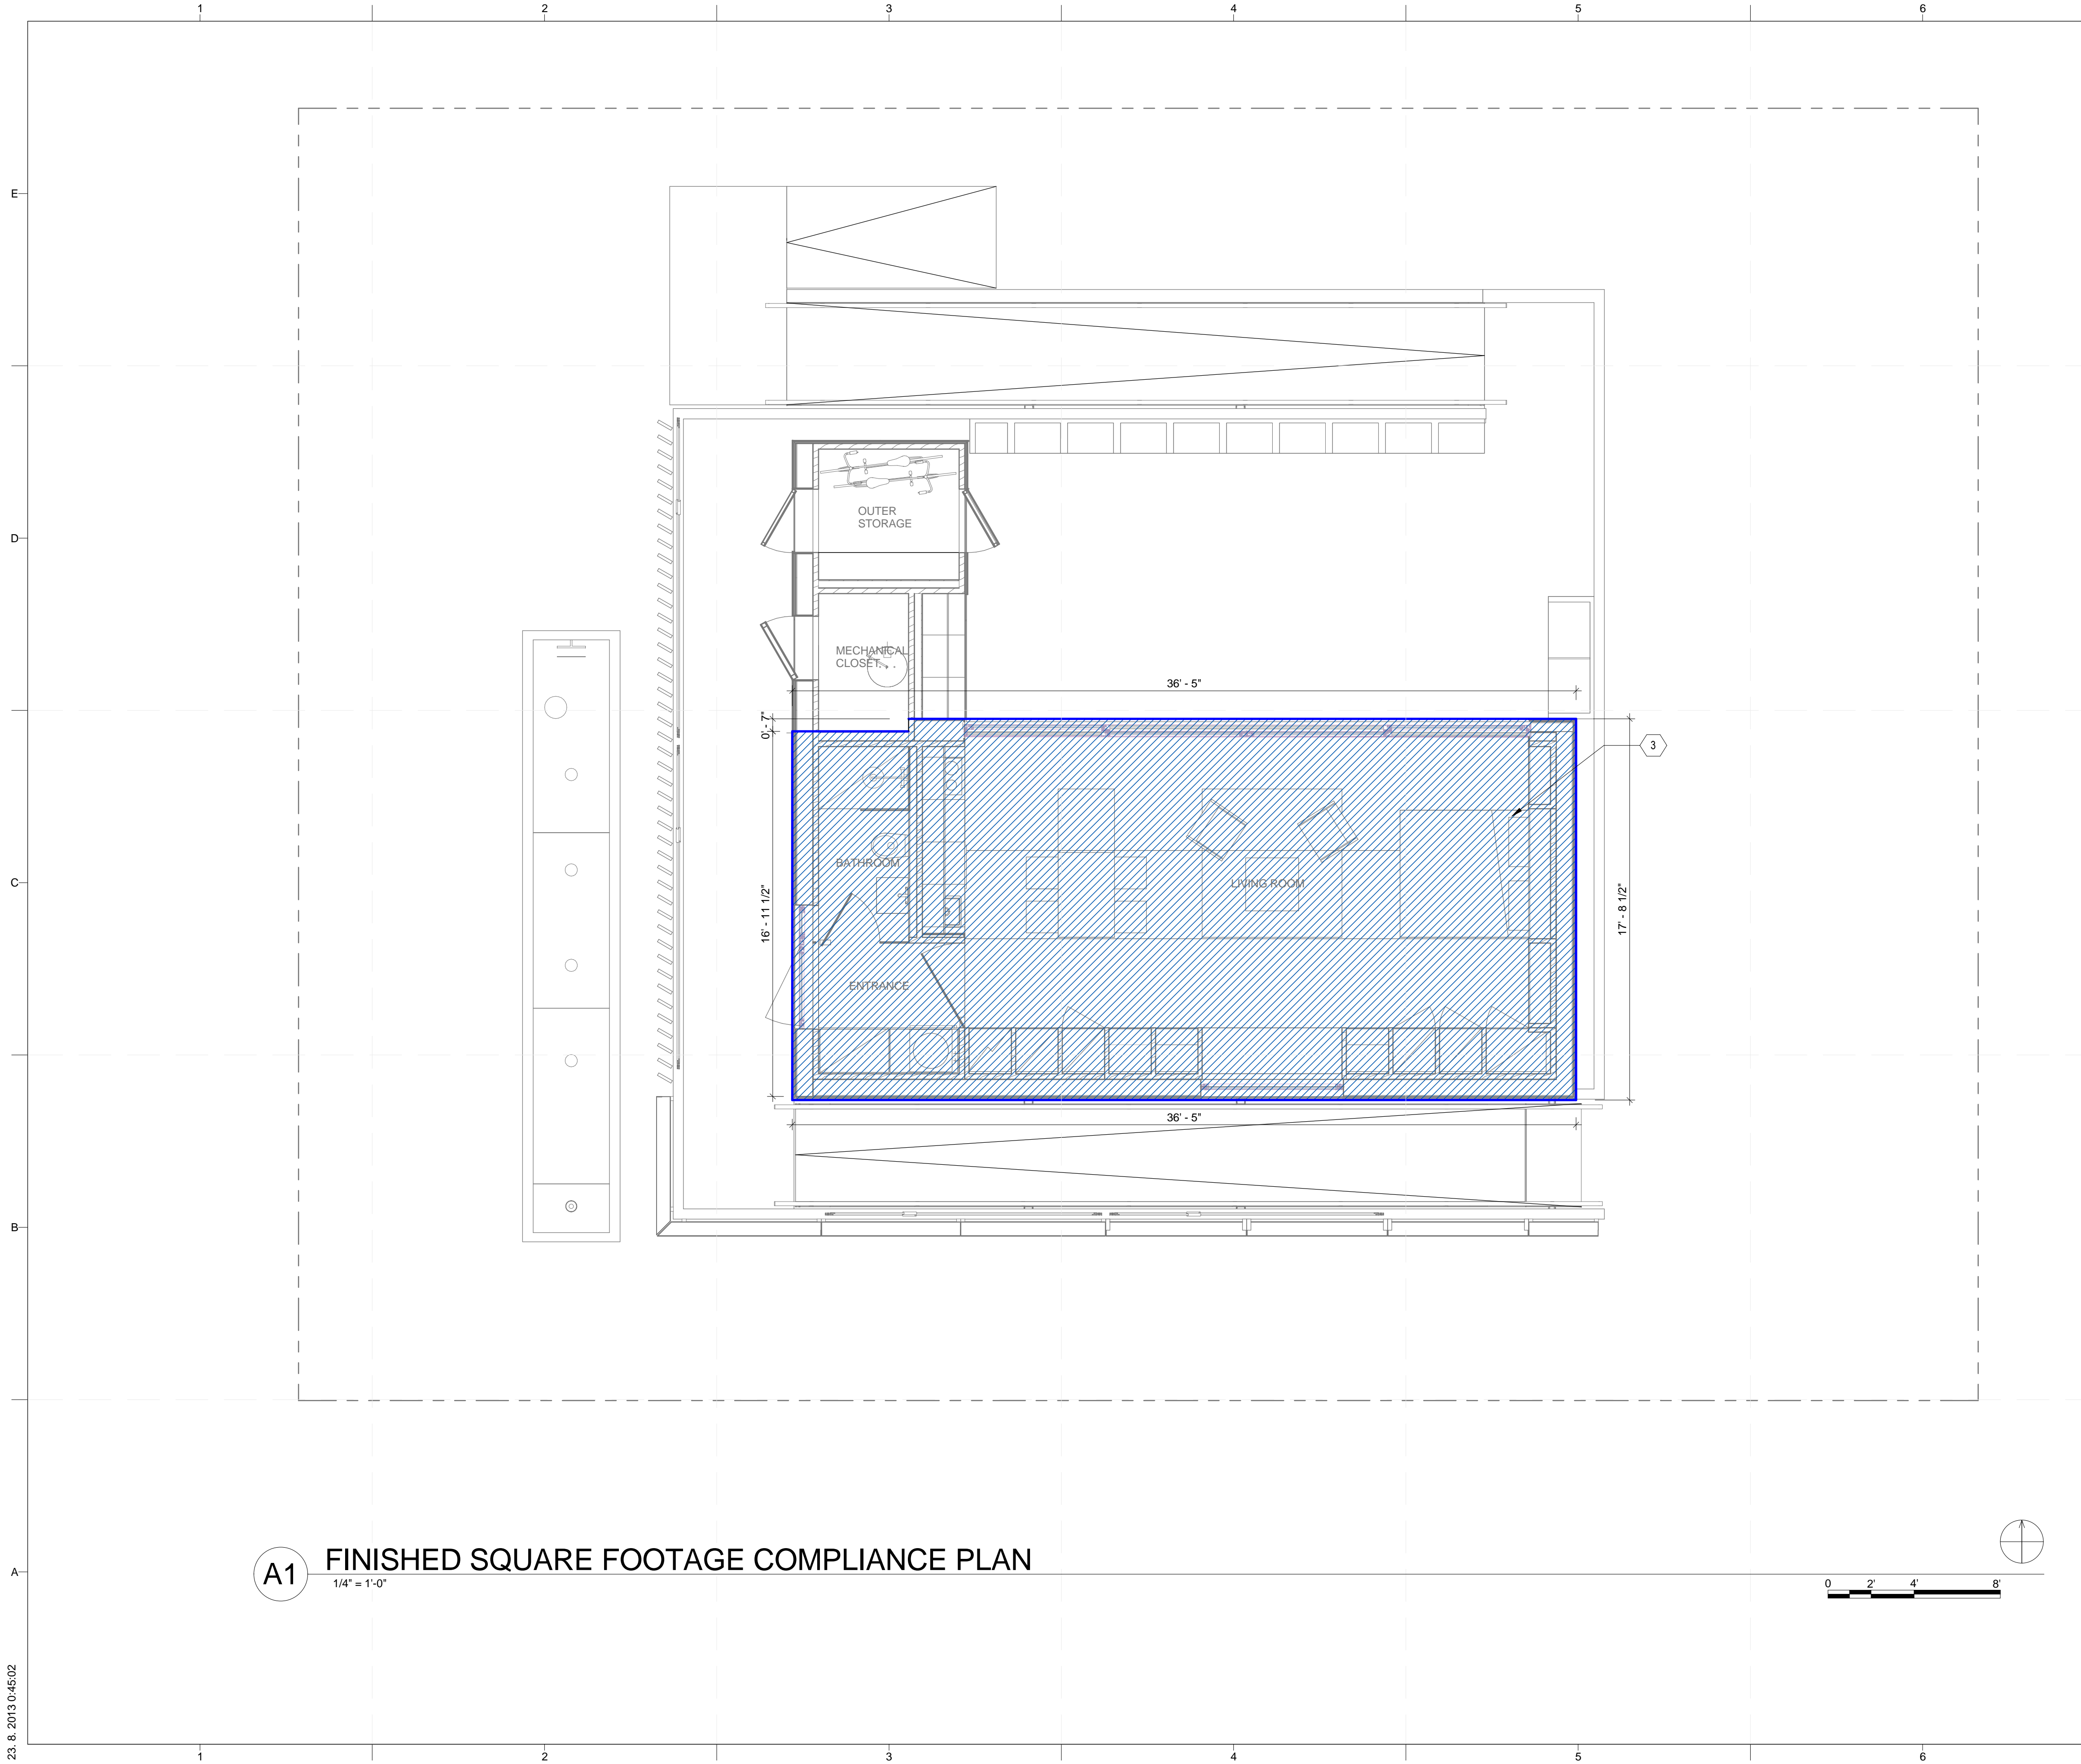 1 2 3 4 5 6
E
D
C
B
A
OUTER
STORAGE
MECHANICAL
CLOSET
36' - 5"
0' - 7"
3
BATHROOM
LIVING ROOM
16' - 11 1/2"
17' - 8 1/2"
ENTRANCE
36' - 5"
A1 FINISHED SQUARE FOOTAGE COMPLIANCE PLAN
1/4" = 1'-0"
0 2' 4' 8'
23. 8. 2013 0:45:02
1 2 3 4 5 6